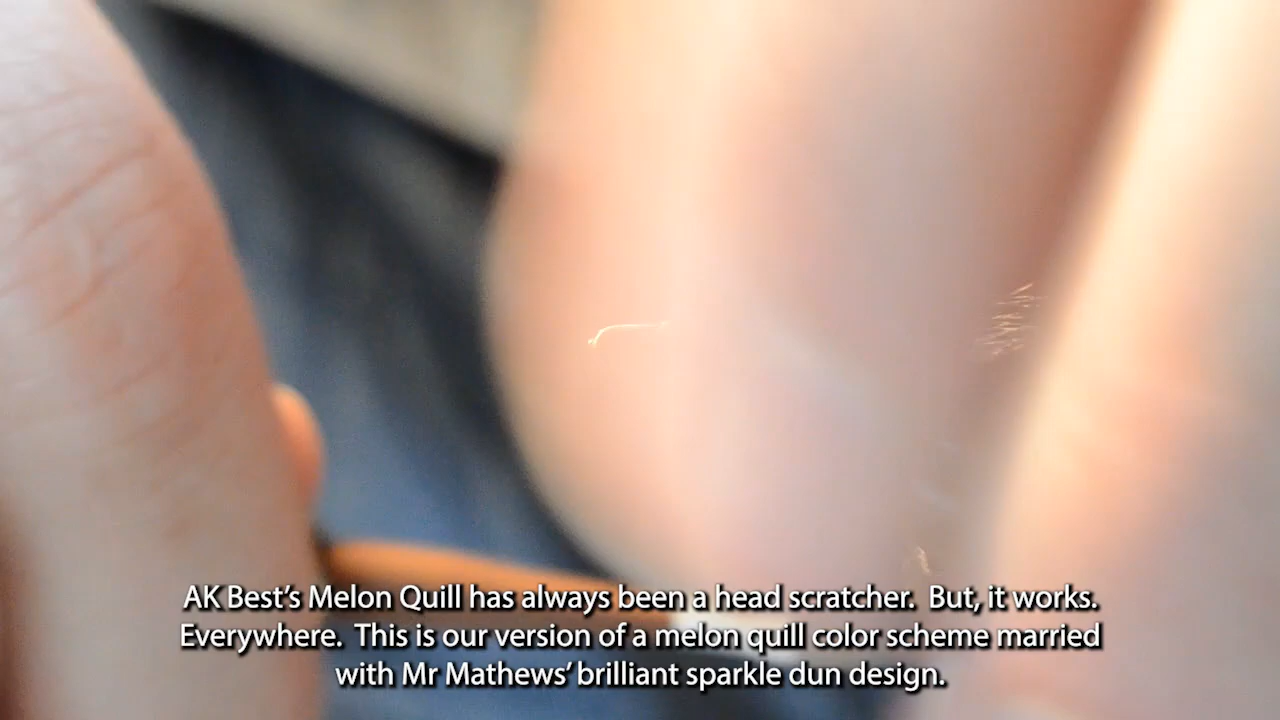 AK Best's Melon Quill has always been a head scratcher.  But, it works.
Everywhere.  This is our version of a melon quill color scheme married
with Mr Mathews' brilliant sparkle dun design.